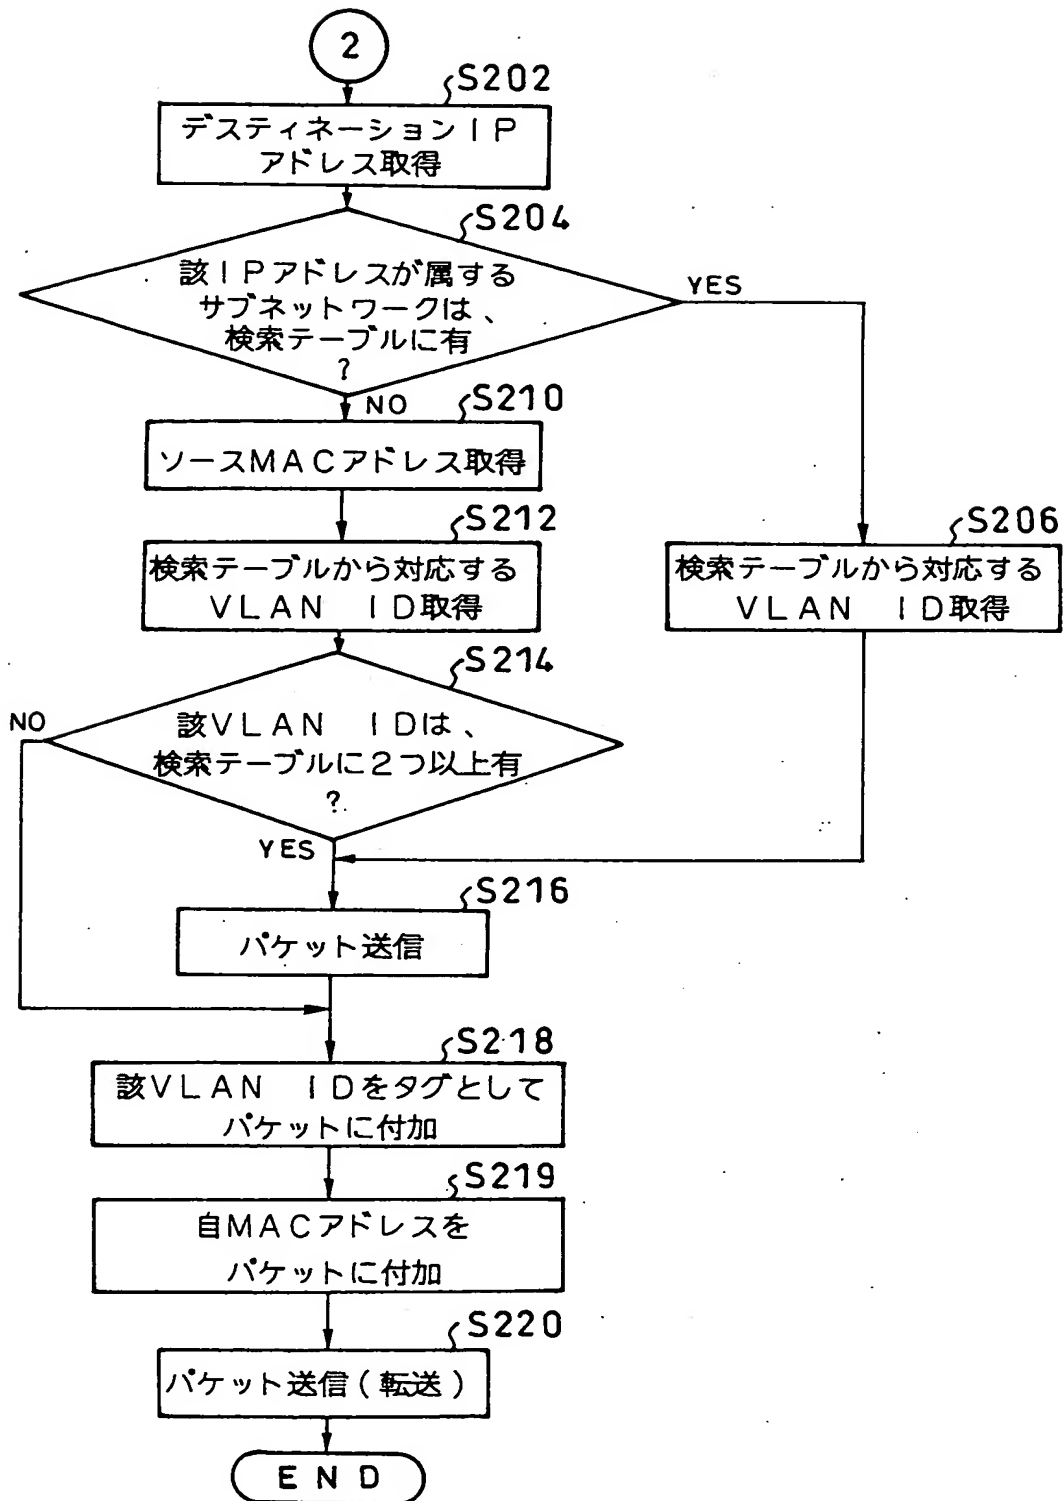 2
S202
デスティネーションIP
アドレス取得
S204
該IPアドレスが属する
サブネットワークは、
検索テーブルに有
?
YES
NO
S210
ソースMACアドレス取得
S212
検索テーブルから対応する
VLAN ID取得
S206
検索テーブルから対応する
VLAN ID取得
S214
NO
該VLAN IDは、
検索テーブルに2つ以上有
?
YES
S216
パケット送信
S218
該VLAN IDをタグとして
パケットに付加
S219
自MACアドレスを
パケットに付加
S220
パケット送信(転送)
END